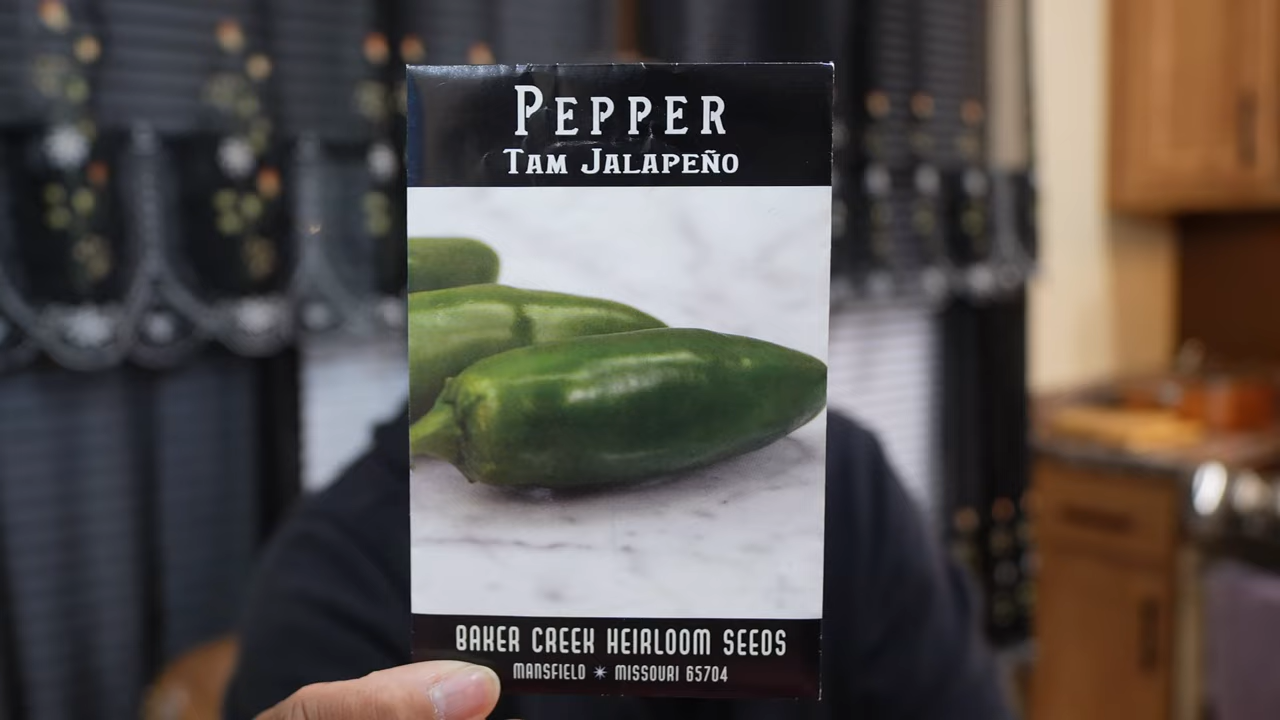 PEPPER
TAM JALAPEÑO
BAKER CREEK HEIRLOOM SEEDS
MANSFIELD ✷ MISSOURI 65704